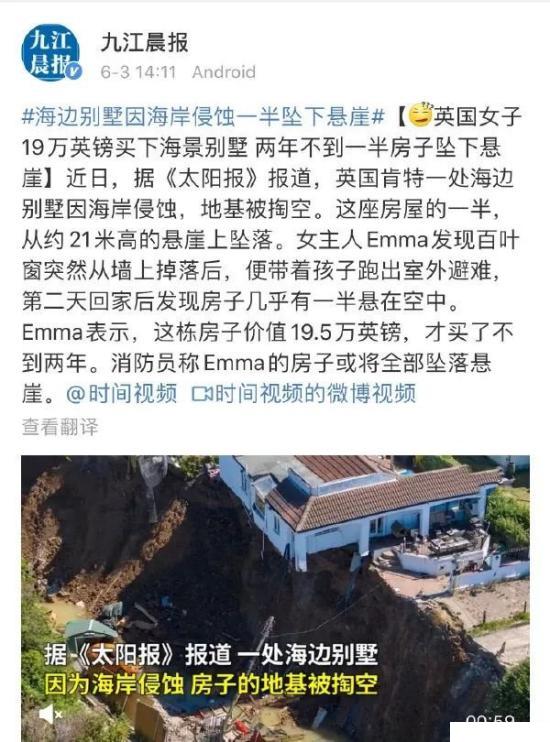 九江
晨报
九江晨报
6-3 14:11 Android
#海边别墅因海岸侵蚀一半坠下悬崖#【英国女子
19万英镑买下海景别墅 两年不到一半房子坠下悬
崖】近日，据《太阳报》报道，英国肯特一处海边
别墅因海岸侵蚀，地基被掏空。这座房屋的一半，
从约21米高的悬崖上坠落。女主人Emma发现百叶
窗突然从墙上掉落后，便带着孩子跑出室外避难，
第二天回家后发现房子几乎有一半悬在空中。
Emma表示，这栋房子价值19.5万英镑，才买了不
到两年。消防员称Emma的房子或将全部坠落悬
崖。@时间视频 时间视频的微博视频
查看翻译
据《太阳报》报道 一处海边别墅
因为海岸侵蚀 房子的地基被掏空